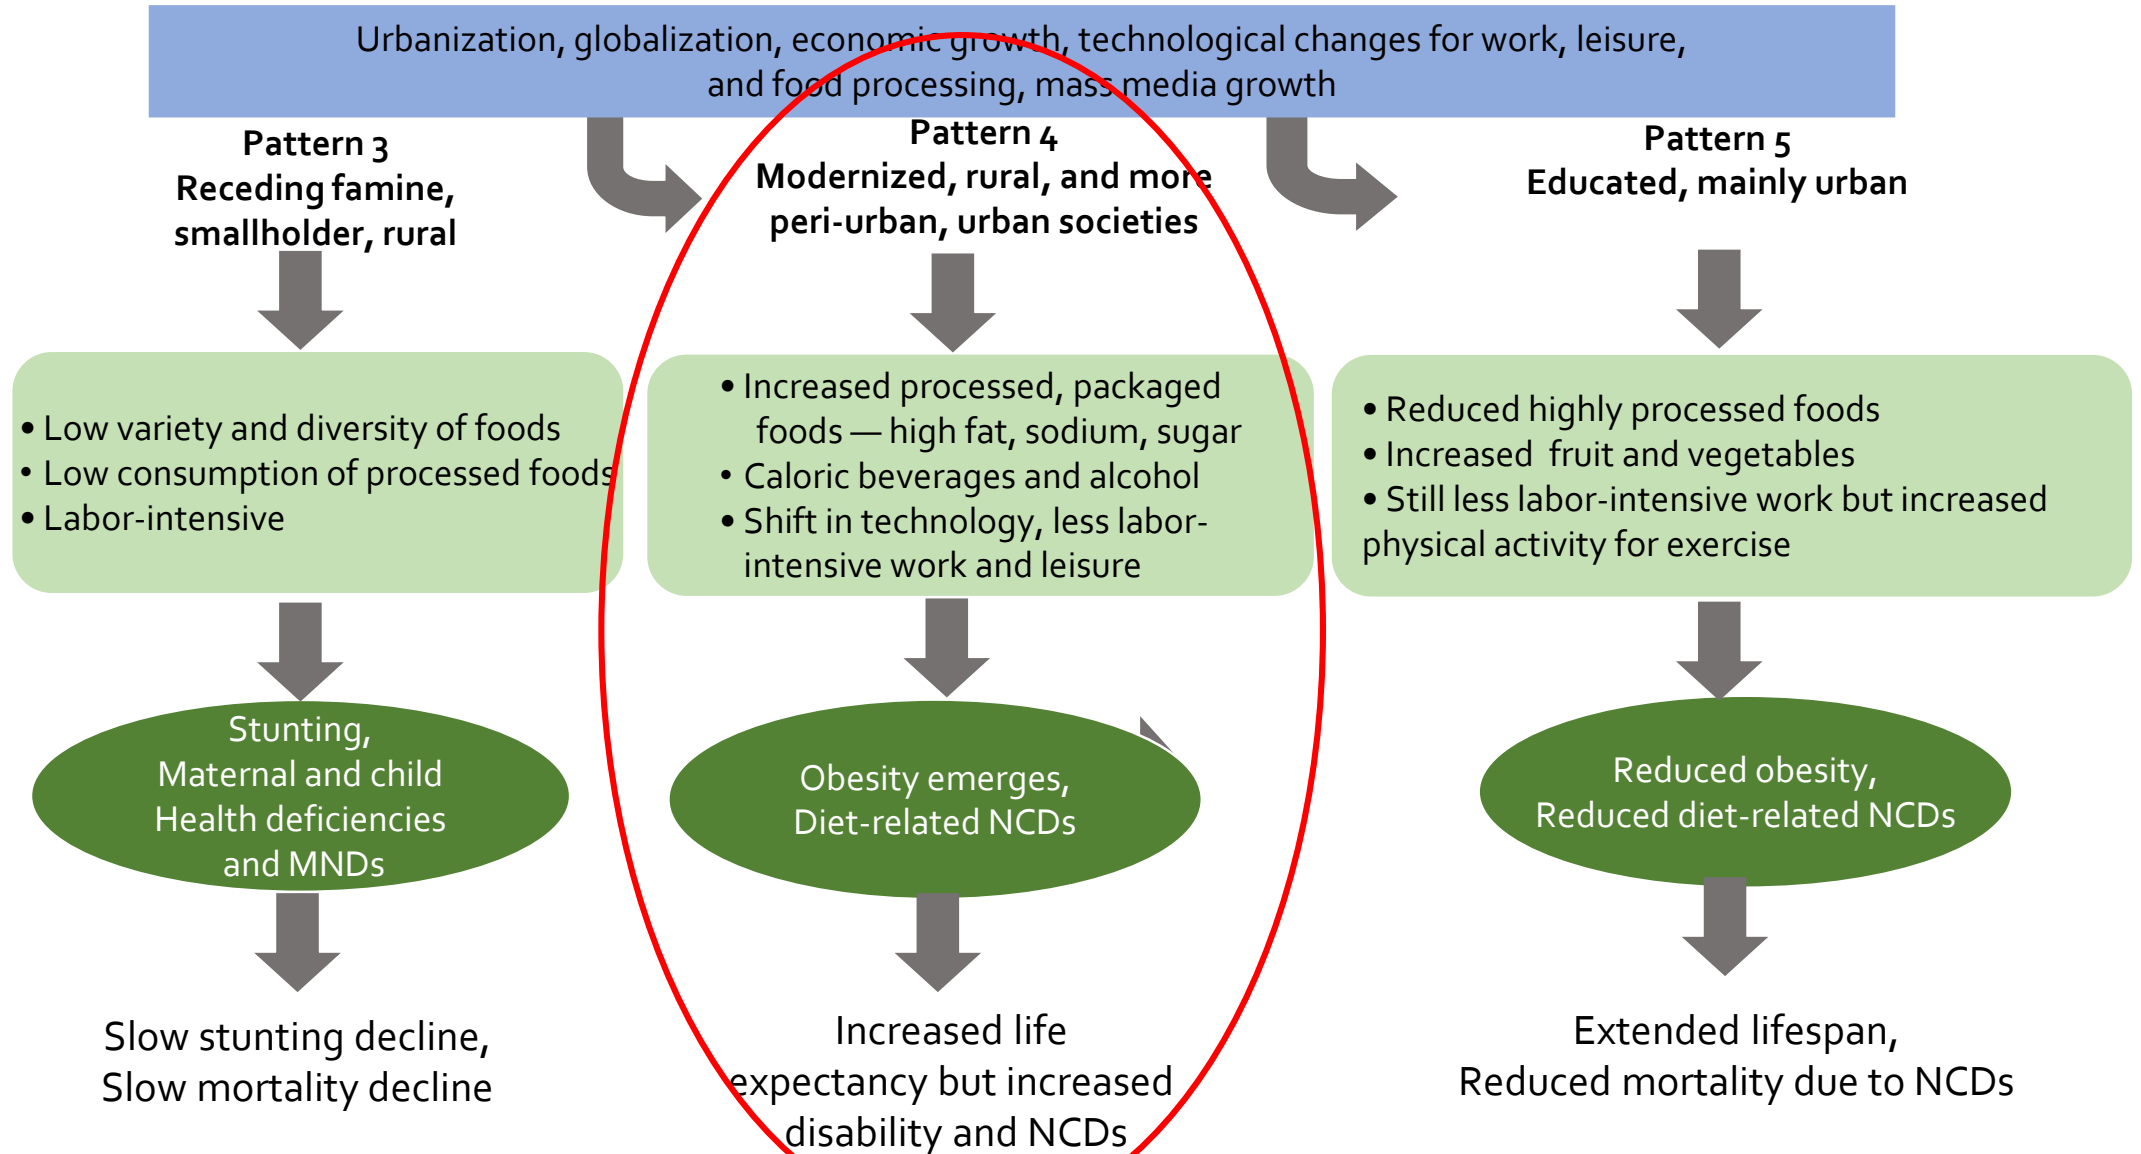 Urbanization, globalization, economic growth, technological changes for work, leisure,
and food processing, mass media growth
Pattern 3
Receding famine,
smallholder, rural
• Low variety and diversity of foods
• Low consumption of processed foods
• Labor-intensive
Stunting,
Maternal and child
Health deficiencies
and MNDs
Slow stunting decline,
Slow mortality decline
Pattern 4
Modernized, rural, and more
peri-urban, urban societies
• Increased processed, packaged
foods — high fat, sodium, sugar
• Caloric beverages and alcohol
• Shift in technology, less labor-
intensive work and leisure
Obesity emerges,
Diet-related NCDs
Increased life
expectancy but increased
disability and NCDs
Pattern 5
Educated, mainly urban
• Reduced highly processed foods
• Increased  fruit and vegetables
• Still less labor-intensive work but increased
physical activity for exercise
Reduced obesity,
Reduced diet-related NCDs
Extended lifespan,
Reduced mortality due to NCDs